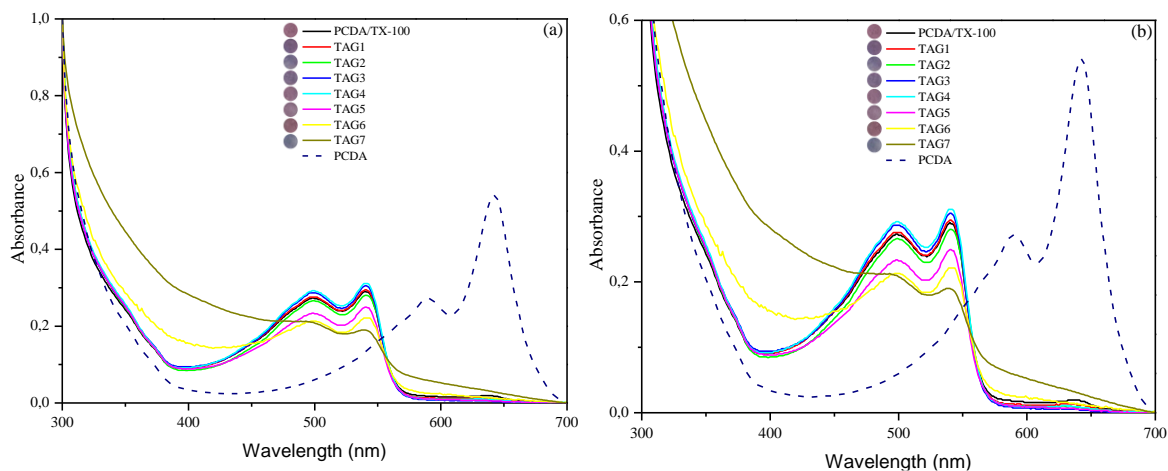 1,0
(a)
PCDA/TX-100
TAG1
TAG2
TAG3
TAG4
TAG5
TAG6
TAG7
PCDA
0,8
0,6
0,4
0,2
0,0
Absorbance
300 400 500 600 700
Wavelength (nm)
0,6
(b)
PCDA/TX-100
TAG1
TAG2
TAG3
TAG4
TAG5
TAG6
TAG7
PCDA
0,4
0,2
0,0
Absorbance
300 400 500 600 700
Wavelength (nm)